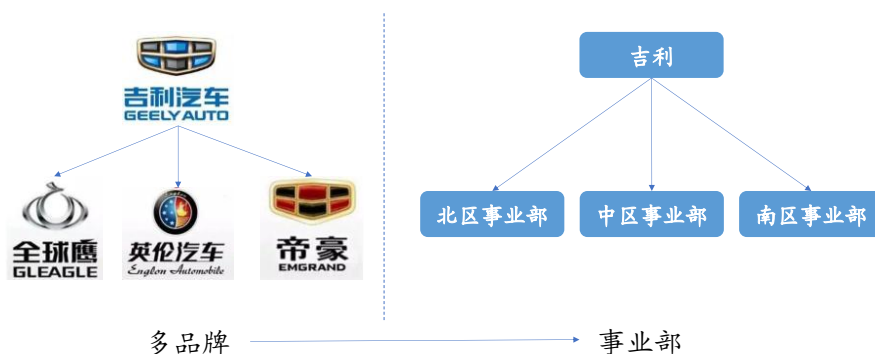 吉利汽车
GEELY AUTO
全球鹰
GLEAGLE
英伦汽车
Englon Automobile
帝豪
EMGRAND
吉利
北区事业部
中区事业部
南区事业部
多品牌
事业部